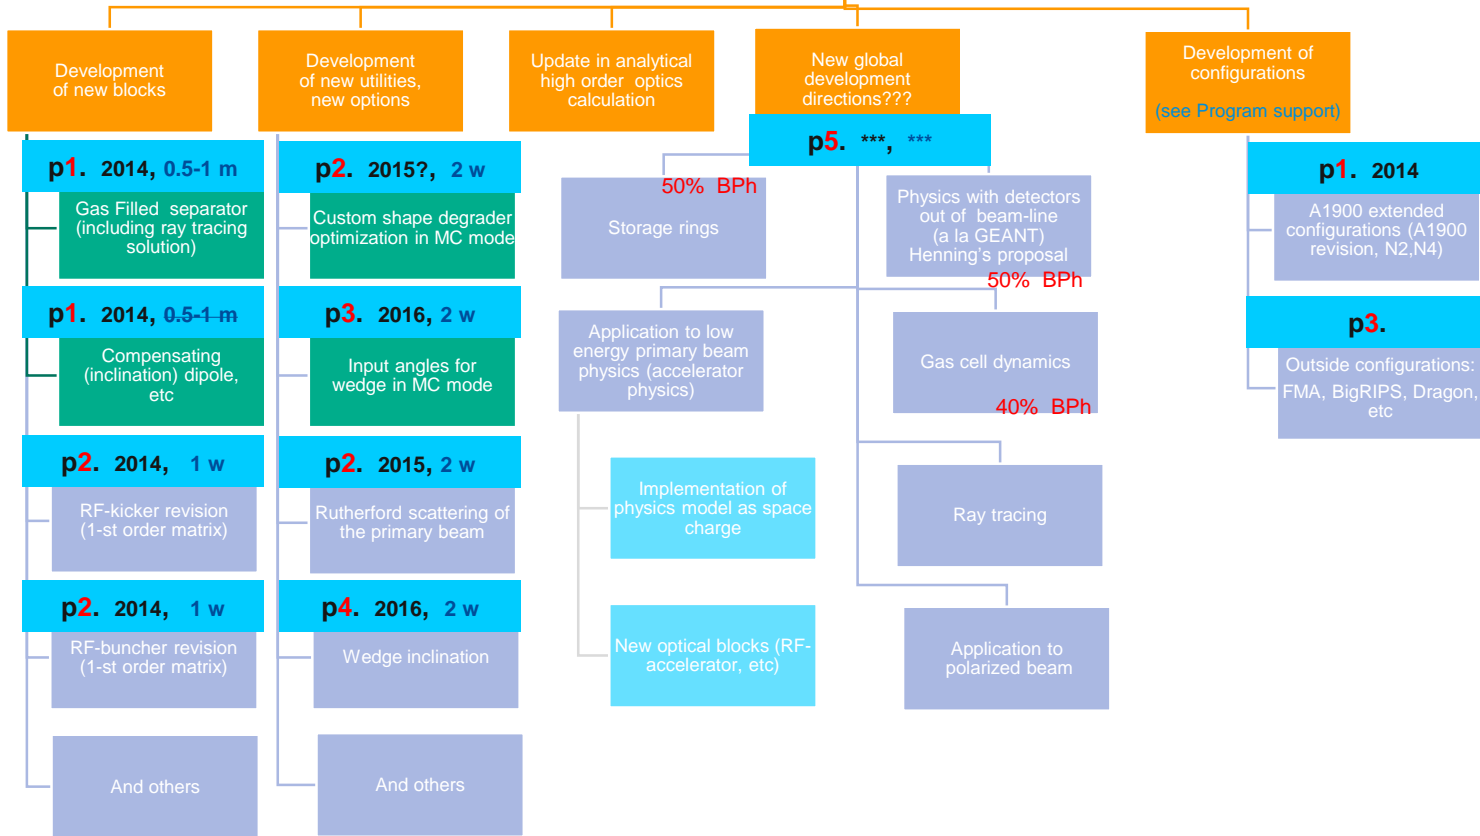 Development
of new blocks
p1. 2014, 0.5-1 m
Gas Filled separator
(including ray tracing
solution)
p1. 2014, 0.5-1 m
Compensating
(inclination) dipole,
etc
p2. 2014, 1 w
RF-kicker revision
(1-st order matrix)
p2. 2014, 1 w
RF-buncher revision
(1-st order matrix)
And others
Development
of new utilities,
new options
p2. 2015?, 2 w
Custom shape degrader
optimization in MC mode
p3. 2016, 2 w
Input angles for
wedge in MC mode
p2. 2015, 2 w
Rutherford scattering of
the primary beam
p4. 2016, 2 w
Wedge inclination
And others
Update in analytical
high order optics
calculation
New global
development
directions???
p5. ***, ***
50% BPh
Storage rings
Physics with detectors
out of beam-line
(a la GEANT)
Henning's proposal
50% BPh
Application to low
energy primary beam
physics (accelerator
physics)
Gas cell dynamics
40% BPh
Implementation of
physics model as space
charge
Ray tracing
New optical blocks (RF-
accelerator, etc)
Application to
polarized beam
Development of
configurations
(see Program support)
p1. 2014
A1900 extended
configurations (A1900
revision, N2,N4)
p3.
Outside configurations:
FMA, BigRIPS, Dragon,
etc